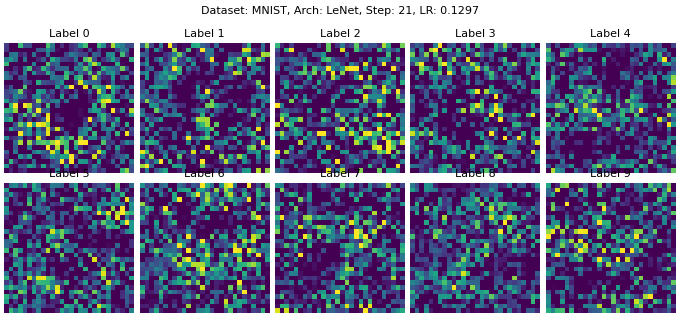 Dataset: MNIST, Arch: LeNet, Step: 21, LR: 0.1297
Label 0 Label 1 Label 2 Label 3 Label 4
Label 5 Label 6 Label 7 Label 8 Label 9